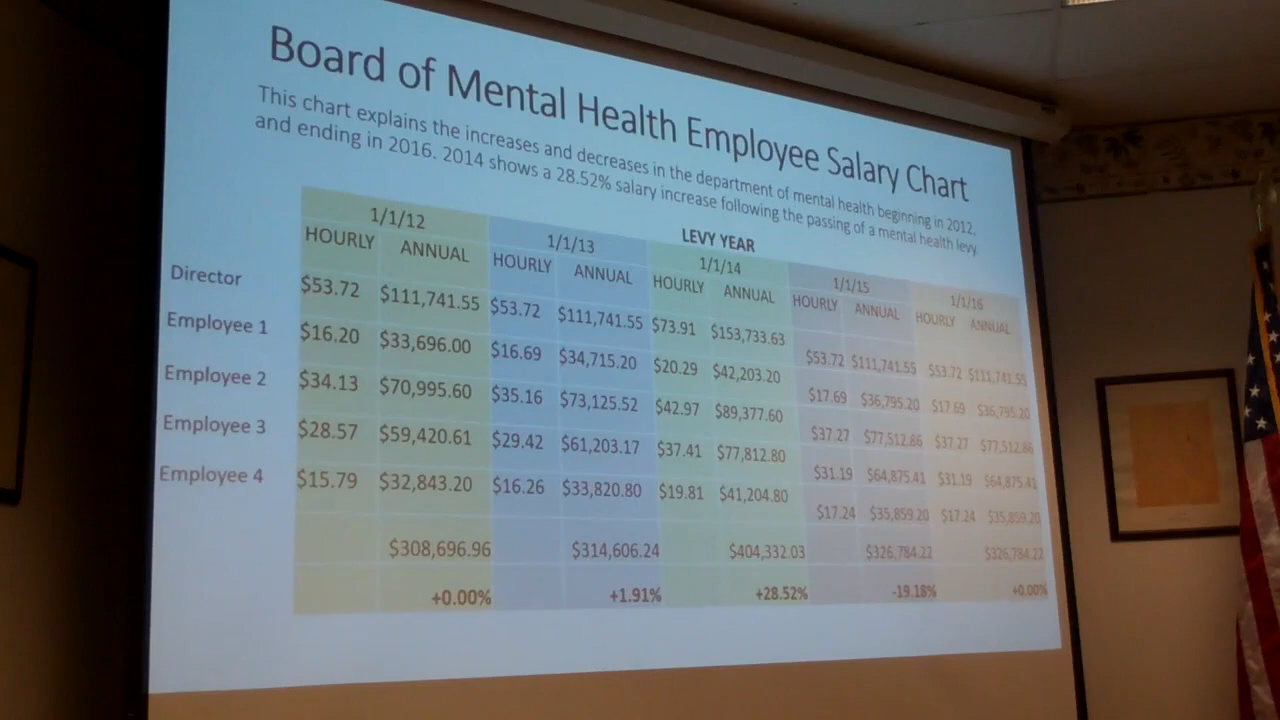 Board of Mental Health Employee Salary Chart
This chart explains the increases and decreases in the department of mental health beginning in 2012,
and ending in 2016. 2014 shows a 28.52% salary increase following the passing of a mental health levy.
LEVY YEAR
1/1/12 1/1/13 1/1/14 1/1/15 1/1/16
HOURLY ANNUAL HOURLY ANNUAL HOURLY ANNUAL HOURLY ANNUAL HOURLY ANNUAL
Director $53.72 $111,741.55 $53.72 $111,741.55 $73.91 $153,733.63 $53.72 $111,741.55 $53.72 $111,741.55
Employee 1 $16.20 $33,696.00 $16.69 $34,715.20 $20.29 $42,203.20 $17.69 $36,795.20 $17.69 $36,795.20
Employee 2 $34.13 $70,995.60 $35.16 $73,125.52 $42.97 $89,377.60 $37.27 $77,512.86 $37.27 $77,512.86
Employee 3 $28.57 $59,420.61 $29.42 $61,203.17 $37.41 $77,812.80 $31.19 $64,875.41 $31.19 $64,875.41
Employee 4 $15.79 $32,843.20 $16.26 $33,820.80 $19.81 $41,204.80 $17.24 $35,859.20 $17.24 $35,859.20
$308,696.96 $314,606.24 $404,332.03 $326,784.22 $326,784.22
+0.00% +1.91% +28.52% -19.18% +0.00%